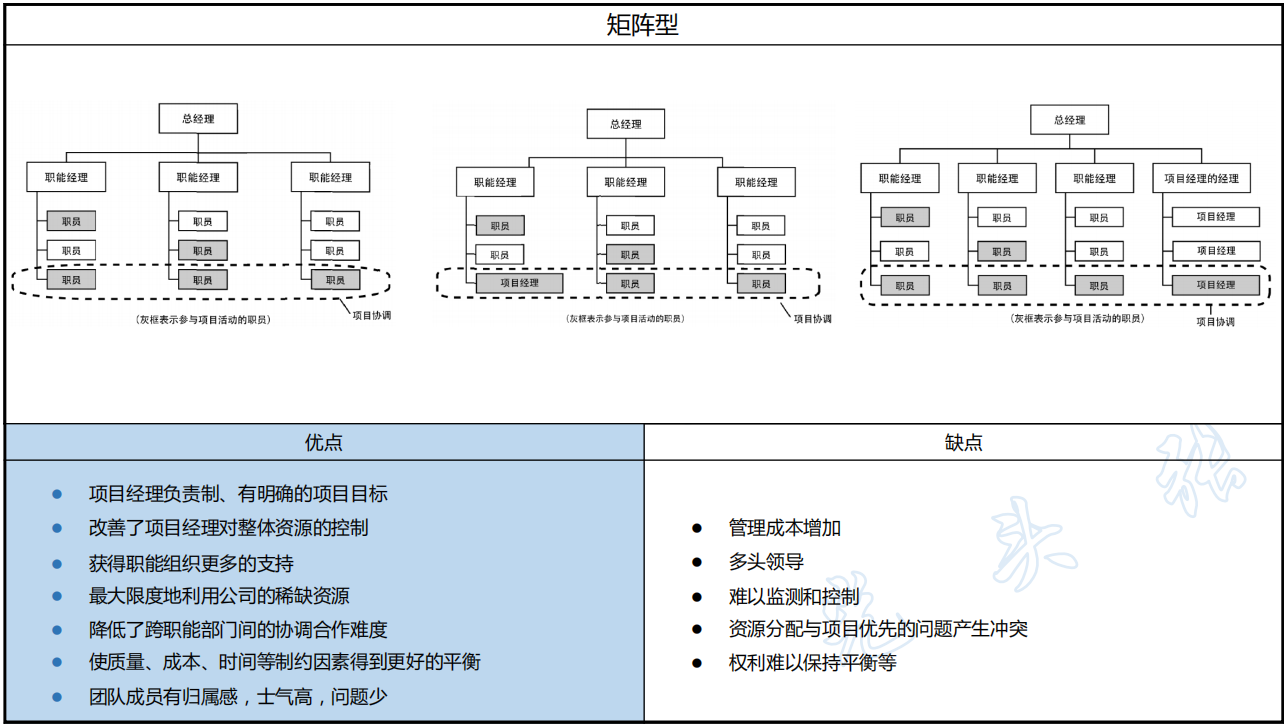 矩阵型
总经理
职能经理 职能经理 职能经理
职员 职员 职员
职员 职员 职员
职员 职员 职员
项目协调
（灰框表示参与项目活动的职员）
总经理
职能经理 职能经理 职能经理
职员 职员 职员
职员 职员 职员
项目经理 职员 职员
（灰框表示参与项目活动的职员）
项目协调
总经理
职能经理 职能经理 职能经理 项目经理的经理
职员 职员 职员 项目经理
职员 职员 职员 项目经理
职员 职员 职员 项目经理
（灰框表示参与项目活动的职员）
项目协调
优点
项目经理负责制、有明确的项目目标
改善了项目经理对整体资源的控制
获得职能组织更多的支持
最大限度地利用公司的稀缺资源
降低了跨职能部门间的协调合作难度
使质量、成本、时间等制约因素得到更好的平衡
团队成员有归属感，士气高，问题少
缺点
管理成本增加
多头领导
难以监测和控制
资源分配与项目优先的问题产生冲突
权利难以保持平衡等